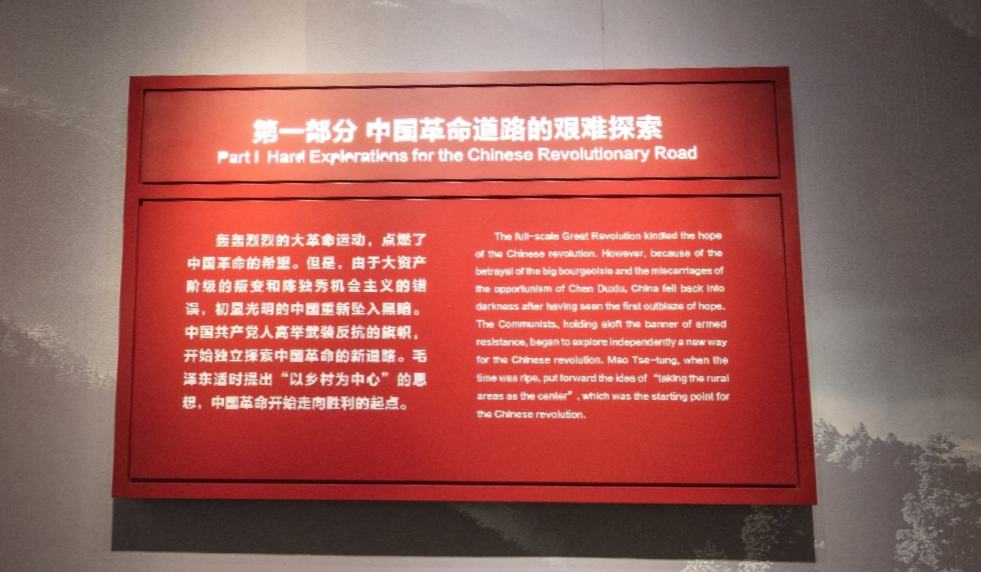 第一部分 中国革命道路的艰难探索
Part I Hard Explorations for the Chinese Revolutionary Road
轰轰烈烈的大革命运动，点燃了
中国革命的希望。但是，由于大资产
阶级的叛变和陈独秀机会主义的错
误，初显光明的中国重新坠入黑暗。
中国共产党人高举武装反抗的旗帜，
开始独立探索中国革命的新道路。毛
泽东适时提出“以乡村为中心”的思
想，中国革命开始走向胜利的起点。
The full-scale Great Revolution kindled the hope
of the Chinese revolution. However, because of the
betrayal of the big bourgeoisie and the miscarriages of
the opportunism of Chen Duxiu, China fell back into
darkness after having seen the first outblaze of hope.
The Communists, holding aloft the banner of armed
resistance, began to explore independently a new way
for the Chinese revolution. Mao Tse-tung, when the
time was ripe, put forward the idea of “taking the rural
areas as the center”, which was the starting point for
the Chinese revolution.